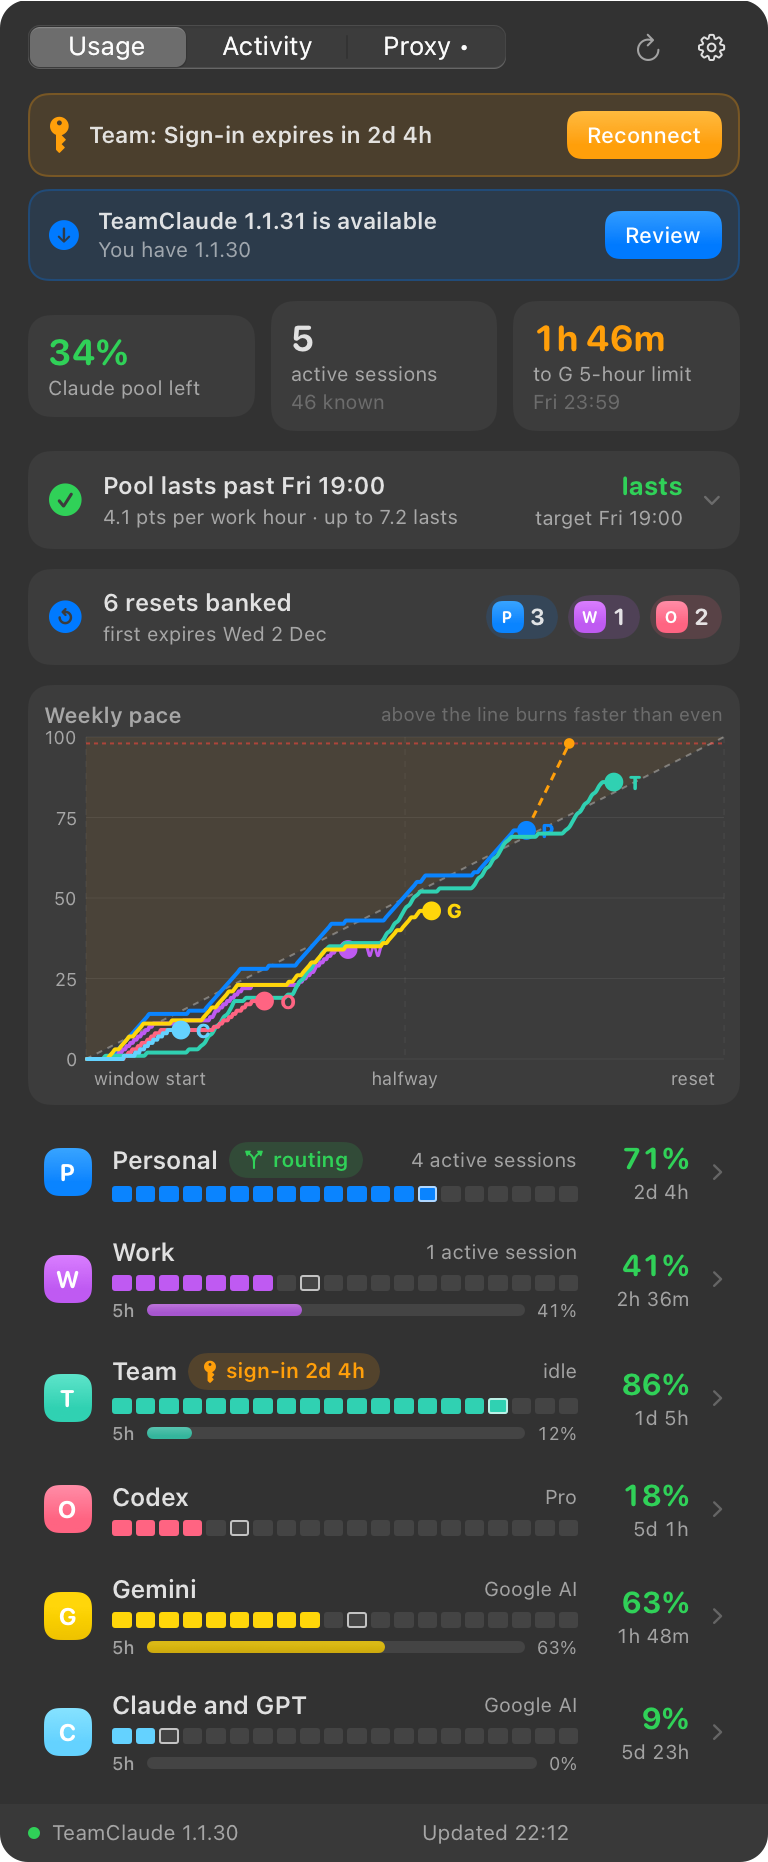 Usage Activity Proxy •
Team: Sign-in expires in 2d 4h Reconnect
TeamClaude 1.1.31 is available
You have 1.1.30
Review
34%
Claude pool left
5
active sessions
46 known
1h 46m
to G 5-hour limit
Fri 23:59
Pool lasts past Fri 19:00
4.1 pts per work hour · up to 7.2 lasts
lasts
target Fri 19:00
6 resets banked
first expires Wed 2 Dec
P 3 W 1 O 2
Weekly pace above the line burns faster than even
100
75
50
25
0
T
P
G
W
O
C
window start halfway reset
P
Personal routing 4 active sessions
71%
2d 4h
W
Work 1 active session
5h 41%
41%
2h 36m
T
Team sign-in 2d 4h idle
5h 12%
86%
1d 5h
O
Codex Pro
18%
5d 1h
G
Gemini Google AI
5h 63%
63%
1h 48m
C
Claude and GPT Google AI
5h 0%
9%
5d 23h
TeamClaude 1.1.30 Updated 22:12